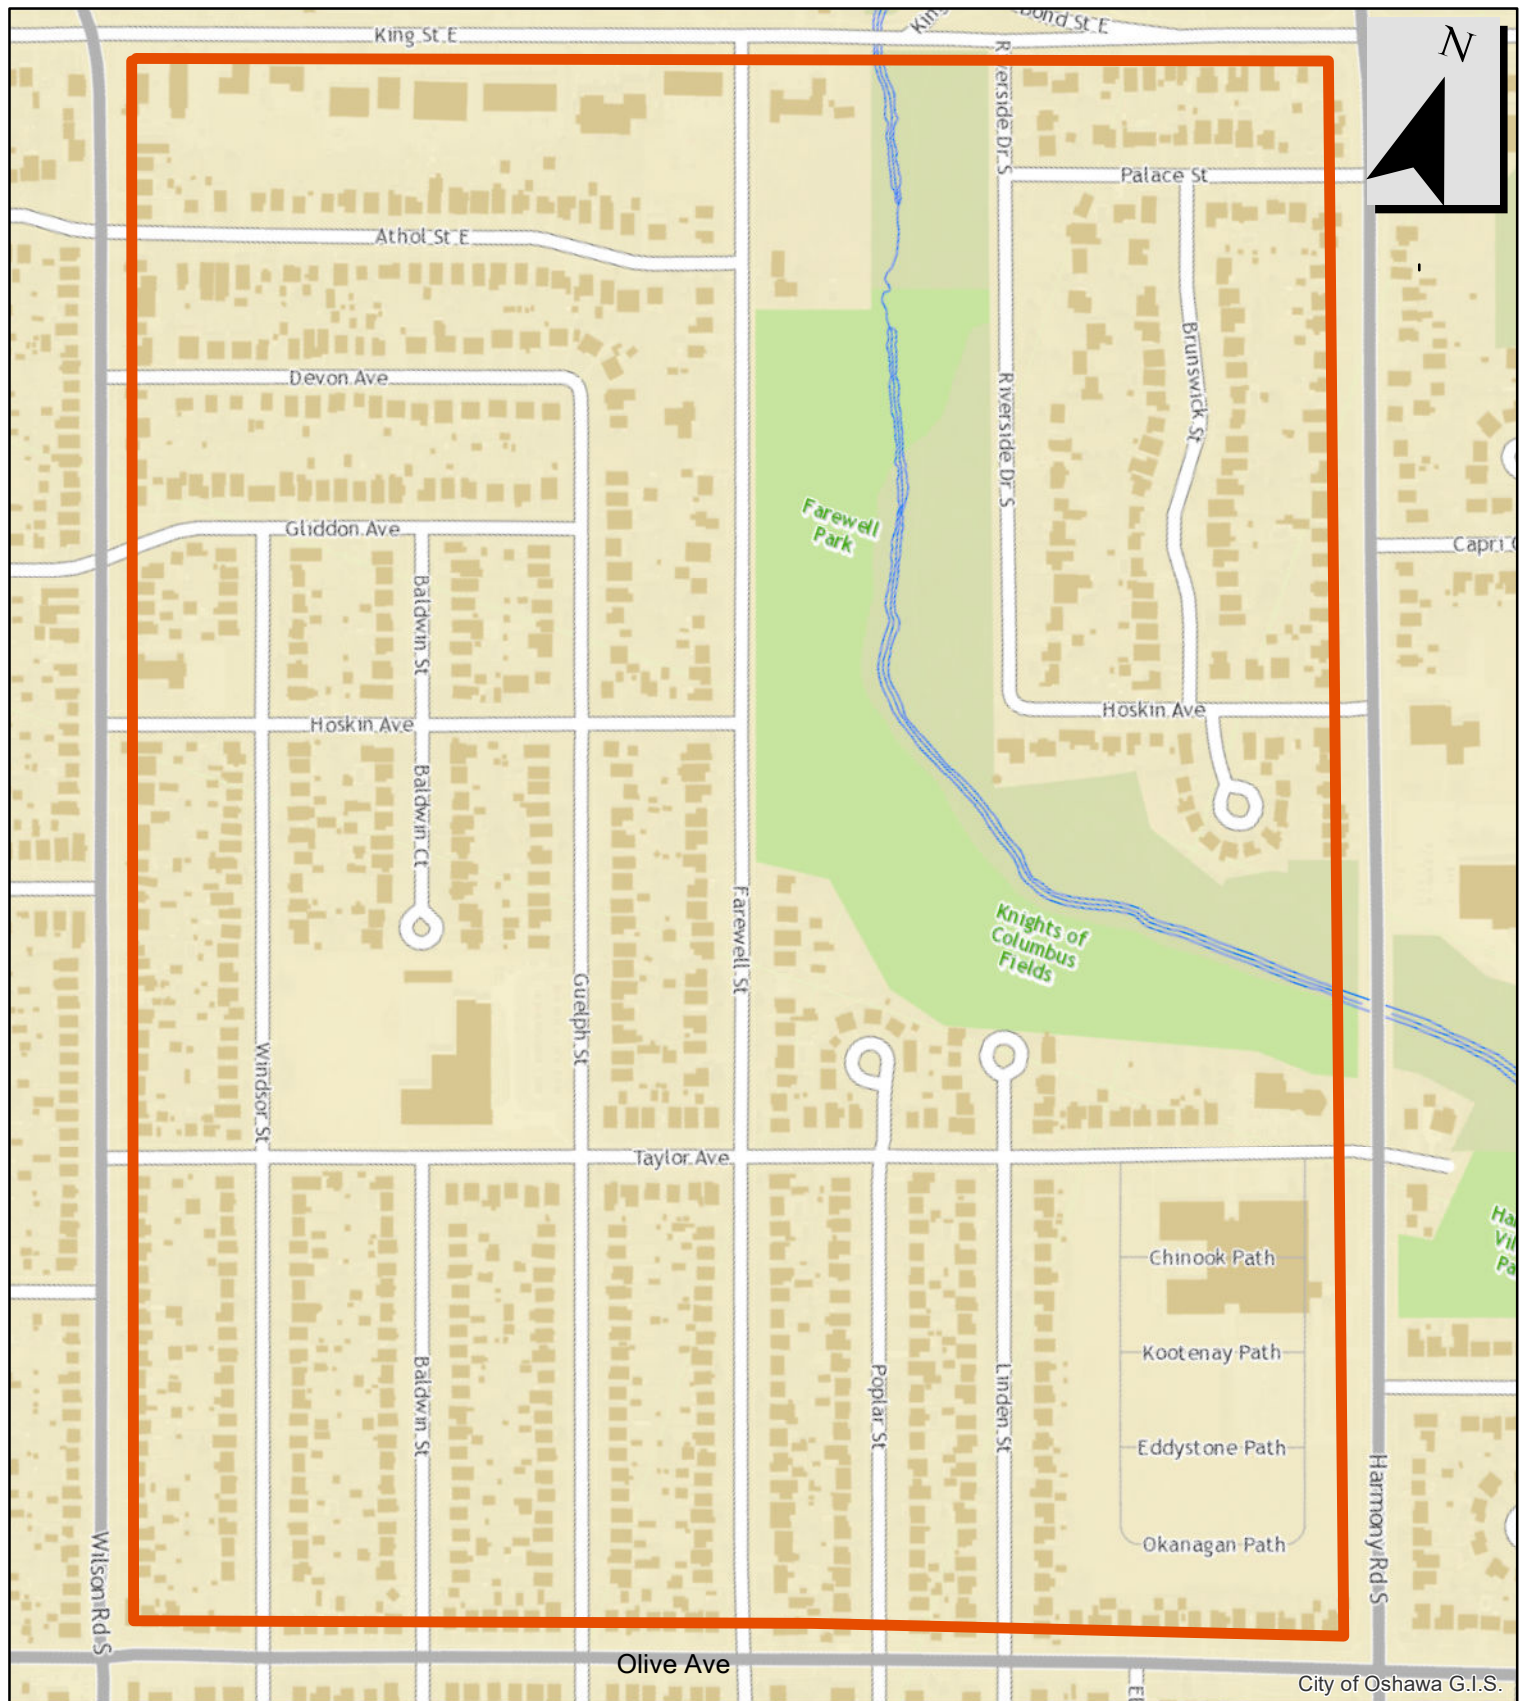 King St E
King
Bond St E
N
Riverside Dr S
Palace St
Athol St E
Brunswick St
Devon Ave
Riverside Dr S
Farewell
Park
Gliddon Ave
Capri
Baldwin St
Hoskin Ave
Hoskin Ave
Baldwin Ct
Farewell St
Knights of
Columbus
Fields
Guelph St
Windsor St
Taylor Ave
Chinook Path
Kootenay Path
Baldwin St
Poplar St
Linden St
Eddystone Path
Harmony Rd S
Okanagan Path
Wilson Rd S
Olive Ave
City of Oshawa G.I.S.